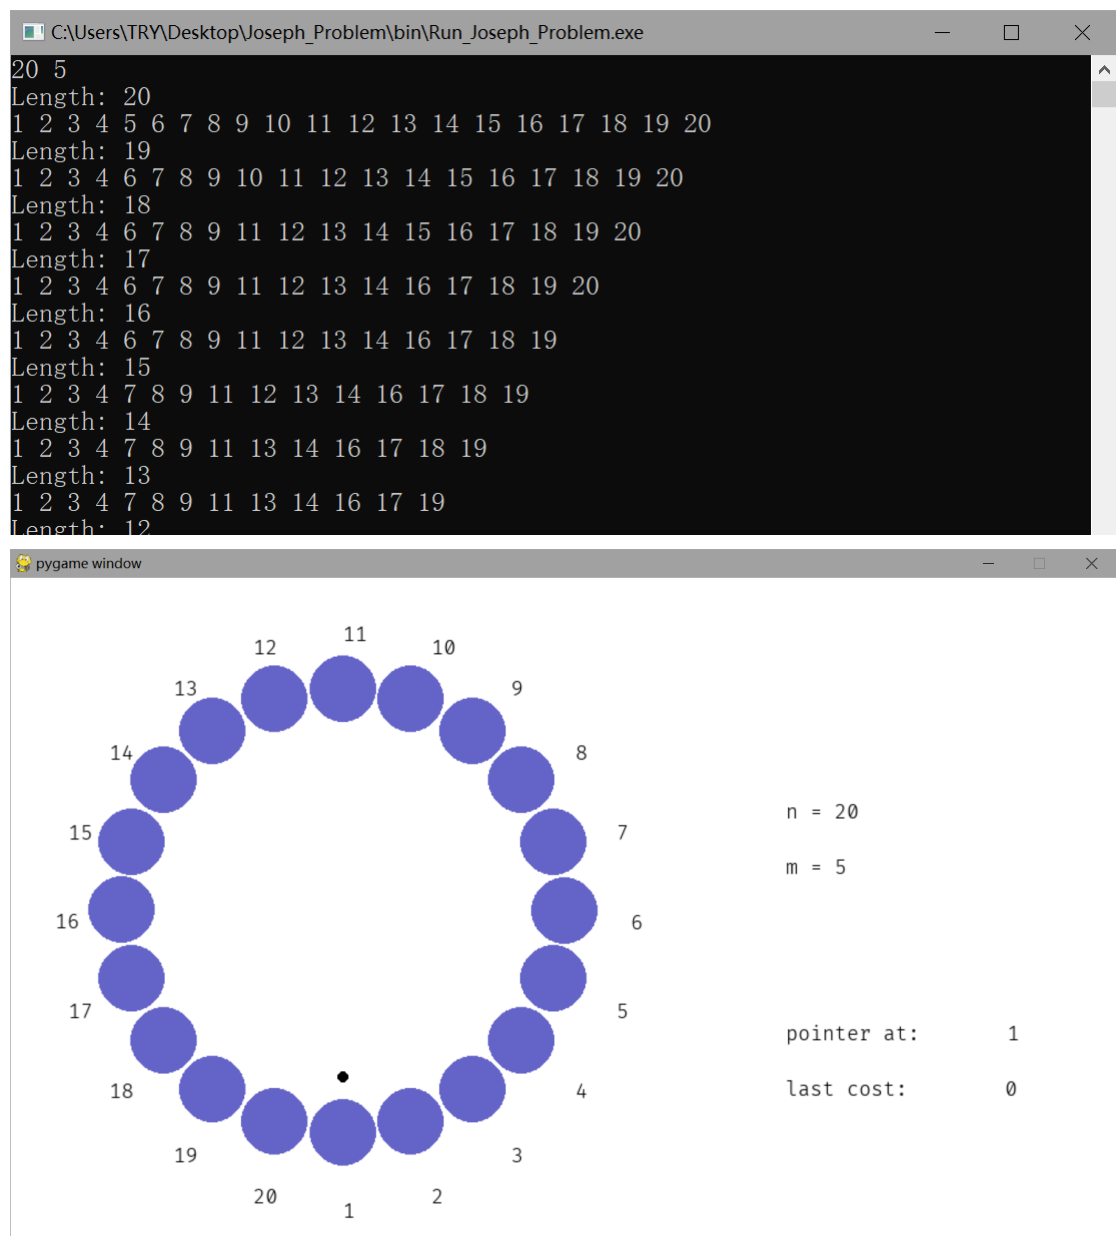 C:\Users\TRY\Desktop\Joseph_Problem\bin\Run_Joseph_Problem.exe
20 5
Length: 20
1 2 3 4 5 6 7 8 9 10 11 12 13 14 15 16 17 18 19 20
Length: 19
1 2 3 4 6 7 8 9 10 11 12 13 14 15 16 17 18 19 20
Length: 18
1 2 3 4 6 7 8 9 11 12 13 14 15 16 17 18 19 20
Length: 17
1 2 3 4 6 7 8 9 11 12 13 14 16 17 18 19 20
Length: 16
1 2 3 4 6 7 8 9 11 12 13 14 16 17 18 19
Length: 15
1 2 3 4 7 8 9 11 12 13 14 16 17 18 19
Length: 14
1 2 3 4 7 8 9 11 13 14 16 17 18 19
Length: 13
1 2 3 4 7 8 9 11 13 14 16 17 19
Length: 12
pygame window
11
12
10
13
9
14
8
15
7
16
6
17
5
18
4
19
3
20
2
1
n = 20
m = 5
pointer at: 1
last cost: 0